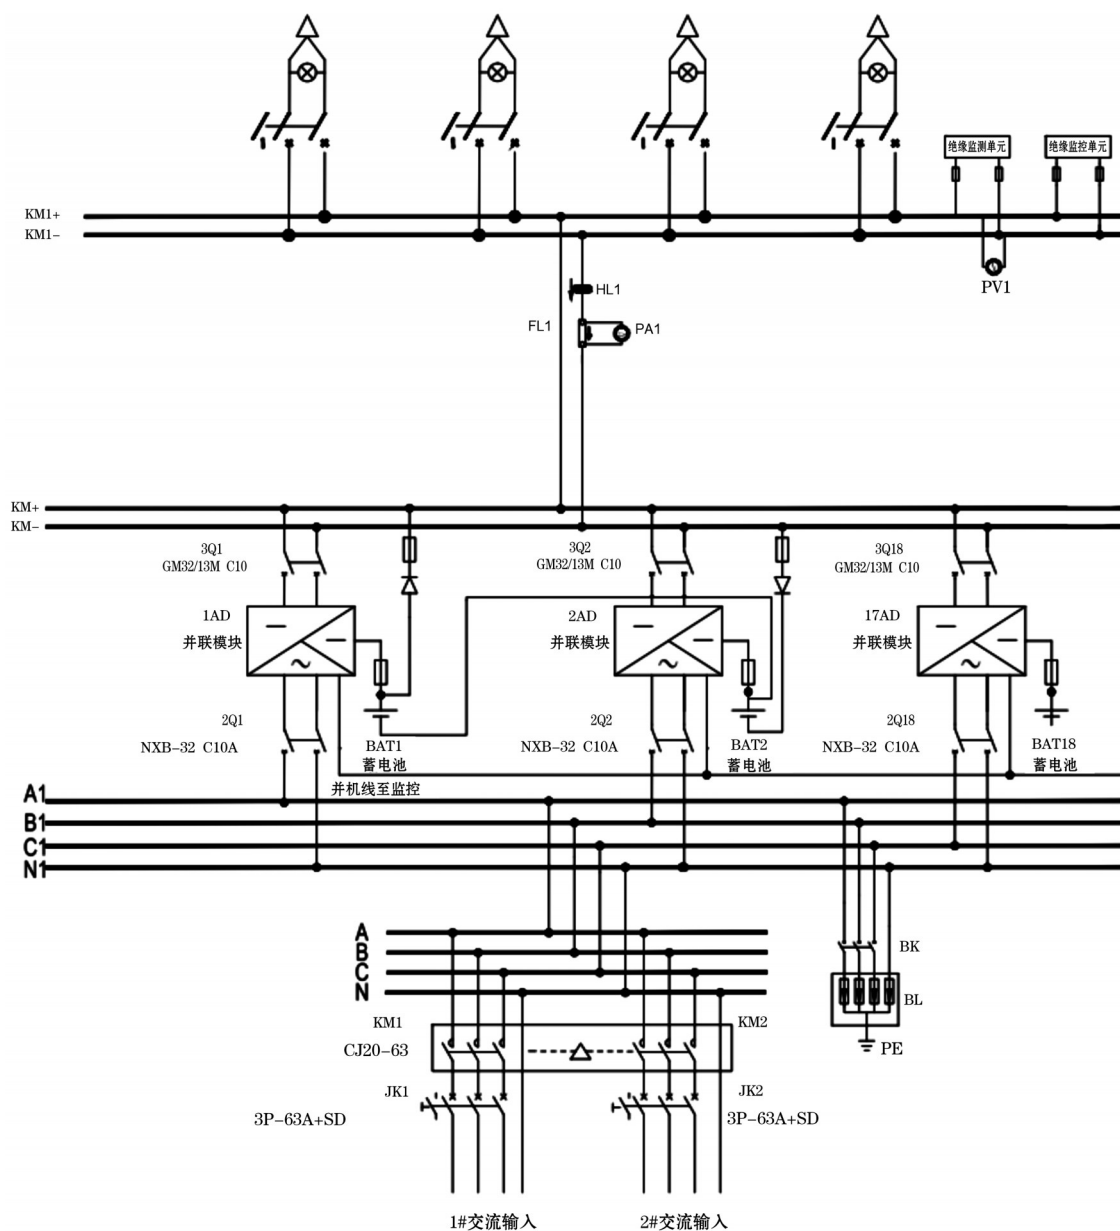 绝缘监测单元
绝缘监控单元
KM1+
KM1-
PV1
HL1
FL1
PA1
KM+
KM-
3Q1
GM32/13M C10
3Q2
GM32/13M C10
3Q18
GM32/13M C10
1AD
并联模块
2AD
并联模块
17AD
并联模块
2Q1
NXB-32 C10A
2Q2
NXB-32 C10A
2Q18
NXB-32 C10A
BAT1
蓄电池
BAT2
蓄电池
BAT18
蓄电池
并机线至监控
A1
B1
C1
N1
A
B
C
N
BK
BL
PE
KM1
CJ20-63
KM2
JK1
3P-63A+SD
JK2
3P-63A+SD
1#交流输入
2#交流输入